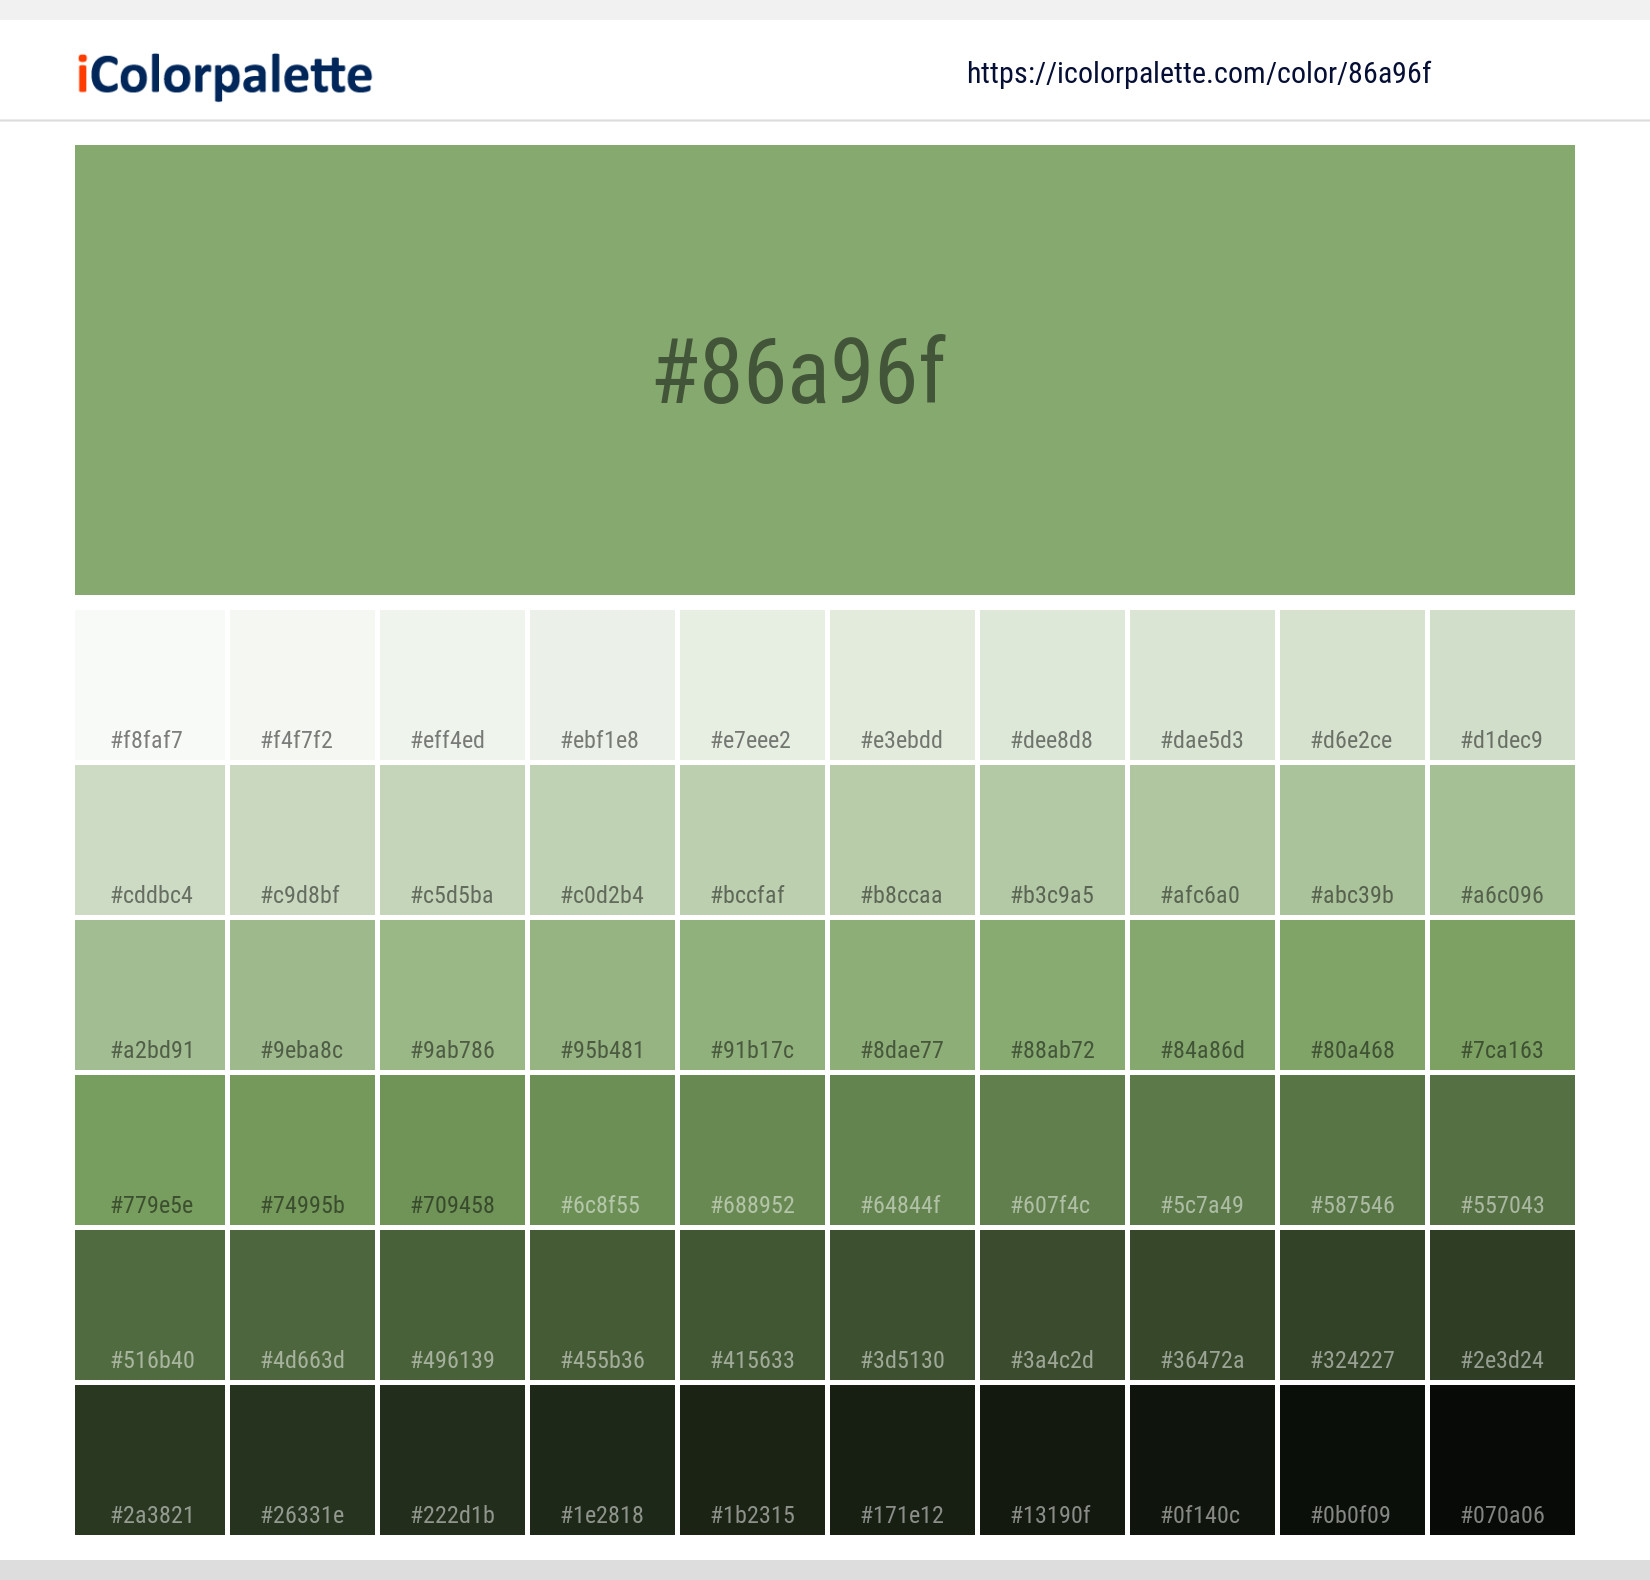 iColorpalette
https://icolorpalette.com/color/86a96f
#86a96f
#f8faf7 #f4f7f2 #eff4ed #ebf1e8 #e7eee2 #e3ebdd #dee8d8 #dae5d3 #d6e2ce #d1dec9
#cddbc4 #c9d8bf #c5d5ba #c0d2b4 #bccfaf #b8ccaa #b3c9a5 #afc6a0 #abc39b #a6c096
#a2bd91 #9eba8c #9ab786 #95b481 #91b17c #8dae77 #88ab72 #84a86d #80a468 #7ca163
#779e5e #74995b #709458 #6c8f55 #688952 #64844f #607f4c #5c7a49 #587546 #557043
#516b40 #4d663d #496139 #455b36 #415633 #3d5130 #3a4c2d #36472a #324227 #2e3d24
#2a3821 #26331e #222d1b #1e2818 #1b2315 #171e12 #13190f #0f140c #0b0f09 #070a06